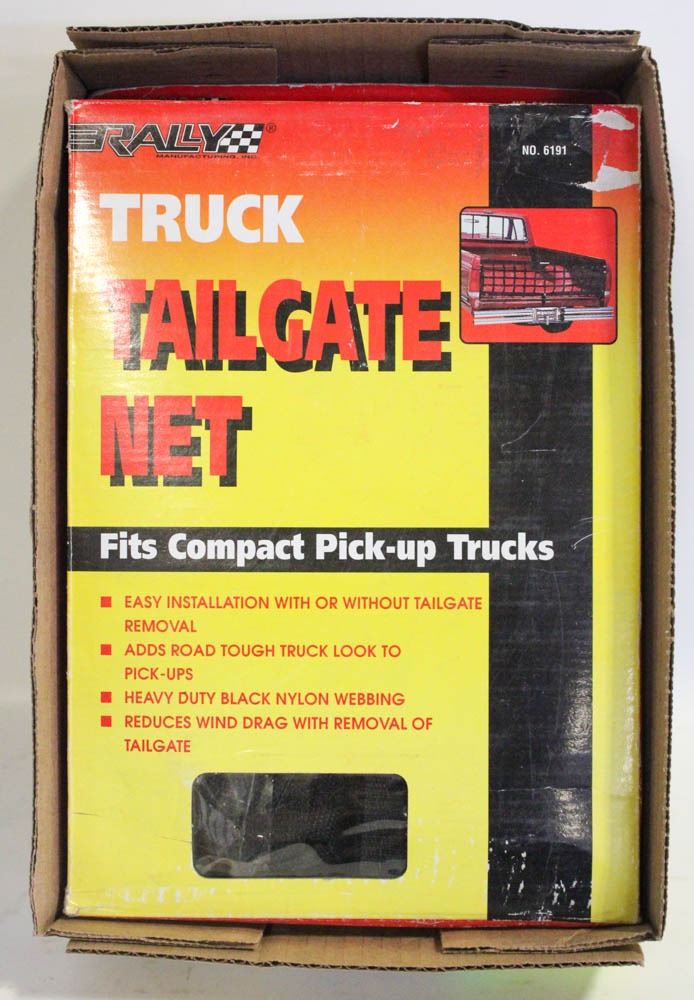 RALLY®
MANUFACTURING, INC.
NO. 6191
TRUCK
TAILGATE
NET
Fits Compact Pick-up Trucks
EASY INSTALLATION WITH OR WITHOUT TAILGATE
REMOVAL
ADDS ROAD TOUGH TRUCK LOOK TO
PICK-UPS
HEAVY DUTY BLACK NYLON WEBBING
REDUCES WIND DRAG WITH REMOVAL OF
TAILGATE